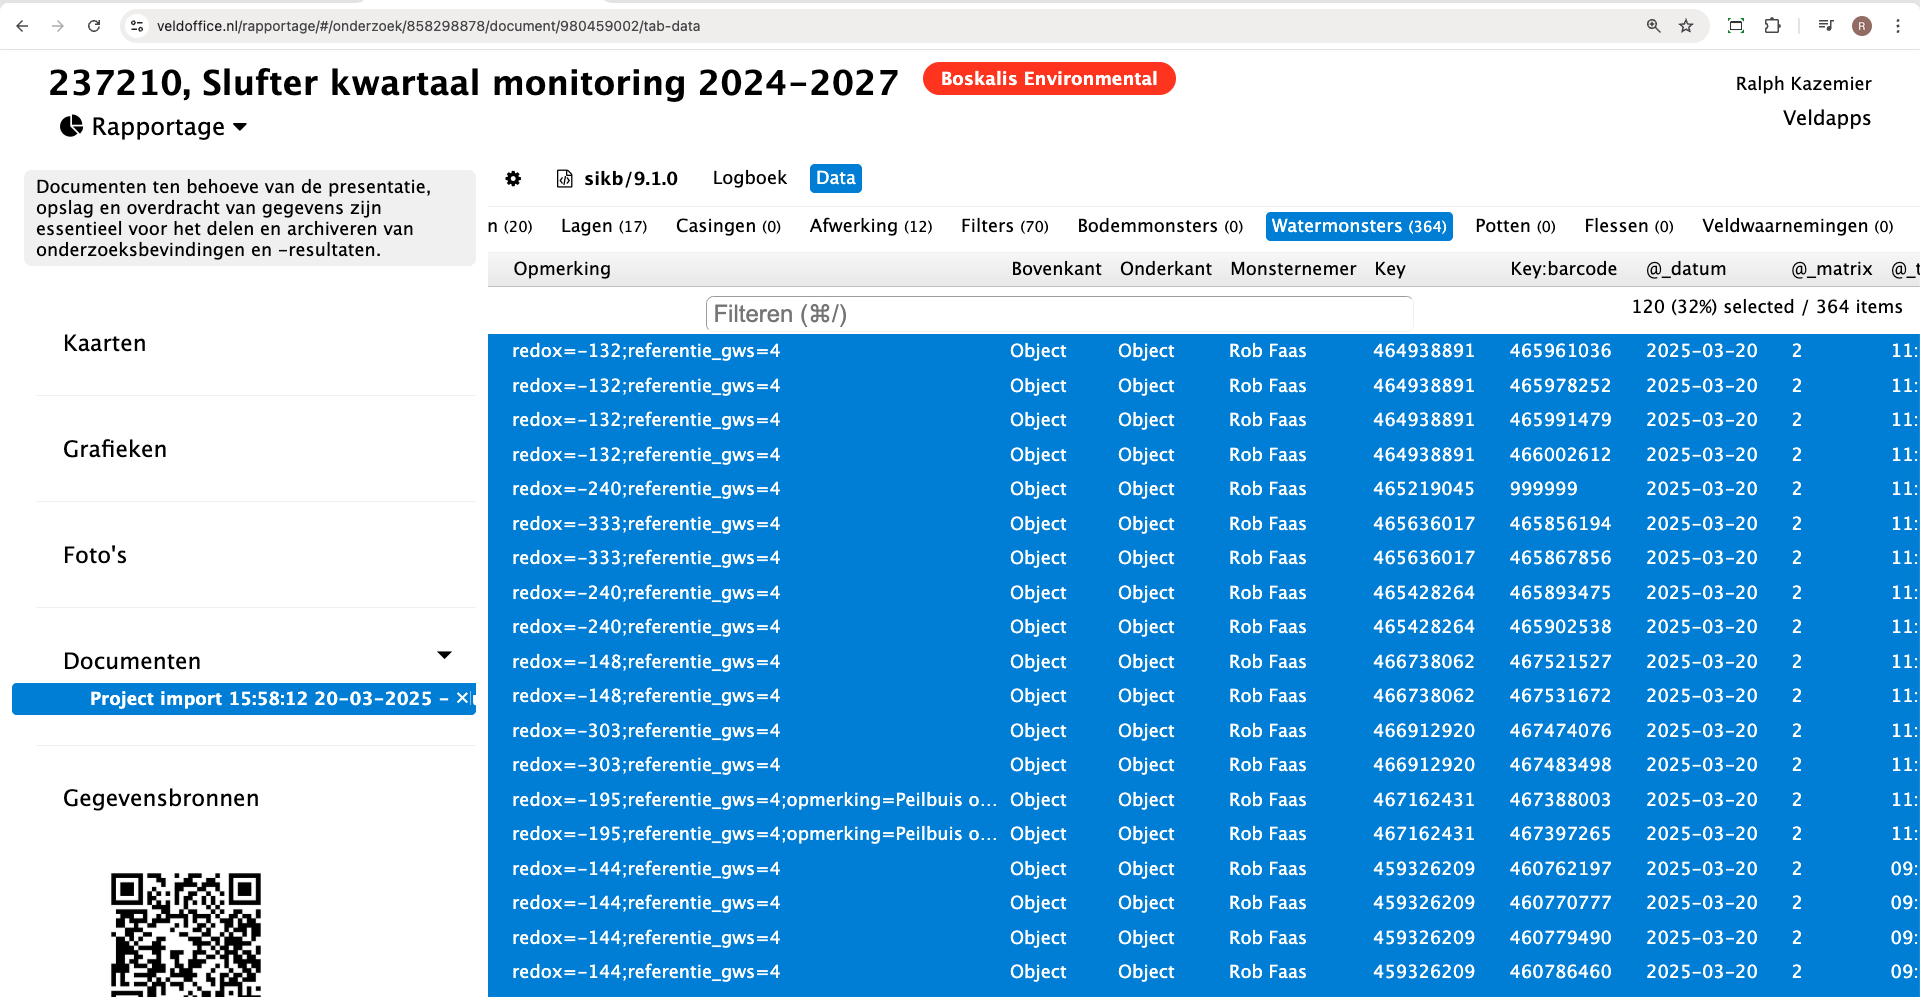 veldoffice.nl/rapportage/#/onderzoek/858298878/document/980459002/tab-data
R
237210, Slufter kwartaal monitoring 2024-2027
Boskalis Environmental
Ralph Kazemier
Veldapps
Rapportage
Documenten ten behoeve van de presentatie,
opslag en overdracht van gegevens zijn
essentieel voor het delen en archiveren van
onderzoeksbevindingen en -resultaten.
Kaarten
Grafieken
Foto's
Documenten
Project import 15:58:12 20-03-2025 -
Gegevensbronnen
sikb/9.1.0 Logboek Data
n (20) Lagen (17) Casingen (0) Afwerking (12) Filters (70) Bodemmonsters (0) Watermonsters (364) Potten (0) Flessen (0) Veldwaarnemingen (0)
Opmerking Bovenkant Onderkant Monsternemer Key Key:barcode @_datum @_matrix @_t
Filteren (⌘/)
120 (32%) selected / 364 items
redox=-132;referentie_gws=4 Object Object Rob Faas 464938891 465961036 2025-03-20 2 11:
redox=-132;referentie_gws=4 Object Object Rob Faas 464938891 465978252 2025-03-20 2 11:
redox=-132;referentie_gws=4 Object Object Rob Faas 464938891 465991479 2025-03-20 2 11:
redox=-132;referentie_gws=4 Object Object Rob Faas 464938891 466002612 2025-03-20 2 11:
redox=-240;referentie_gws=4 Object Object Rob Faas 465219045 999999 2025-03-20 2 11:
redox=-333;referentie_gws=4 Object Object Rob Faas 465636017 465856194 2025-03-20 2 11:
redox=-333;referentie_gws=4 Object Object Rob Faas 465636017 465867856 2025-03-20 2 11:
redox=-240;referentie_gws=4 Object Object Rob Faas 465428264 465893475 2025-03-20 2 11:
redox=-240;referentie_gws=4 Object Object Rob Faas 465428264 465902538 2025-03-20 2 11:
redox=-148;referentie_gws=4 Object Object Rob Faas 466738062 467521527 2025-03-20 2 11:
redox=-148;referentie_gws=4 Object Object Rob Faas 466738062 467531672 2025-03-20 2 11:
redox=-303;referentie_gws=4 Object Object Rob Faas 466912920 467474076 2025-03-20 2 11:
redox=-303;referentie_gws=4 Object Object Rob Faas 466912920 467483498 2025-03-20 2 11:
redox=-195;referentie_gws=4;opmerking=Peilbuis o... Object Object Rob Faas 467162431 467388003 2025-03-20 2 11:
redox=-195;referentie_gws=4;opmerking=Peilbuis o... Object Object Rob Faas 467162431 467397265 2025-03-20 2 11:
redox=-144;referentie_gws=4 Object Object Rob Faas 459326209 460762197 2025-03-20 2 09:
redox=-144;referentie_gws=4 Object Object Rob Faas 459326209 460770777 2025-03-20 2 09:
redox=-144;referentie_gws=4 Object Object Rob Faas 459326209 460779490 2025-03-20 2 09:
redox=-144;referentie_gws=4 Object Object Rob Faas 459326209 460786460 2025-03-20 2 09: